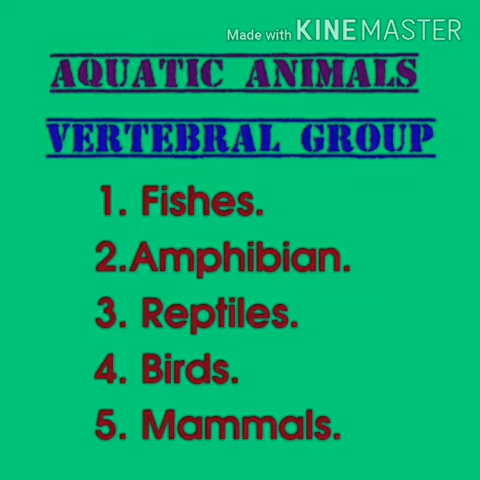 Made with KINEMASTER
AQUATIC ANIMALS
VERTEBRAL GROUP
1. Fishes.
2.Amphibian.
3. Reptiles.
4. Birds.
5. Mammals.